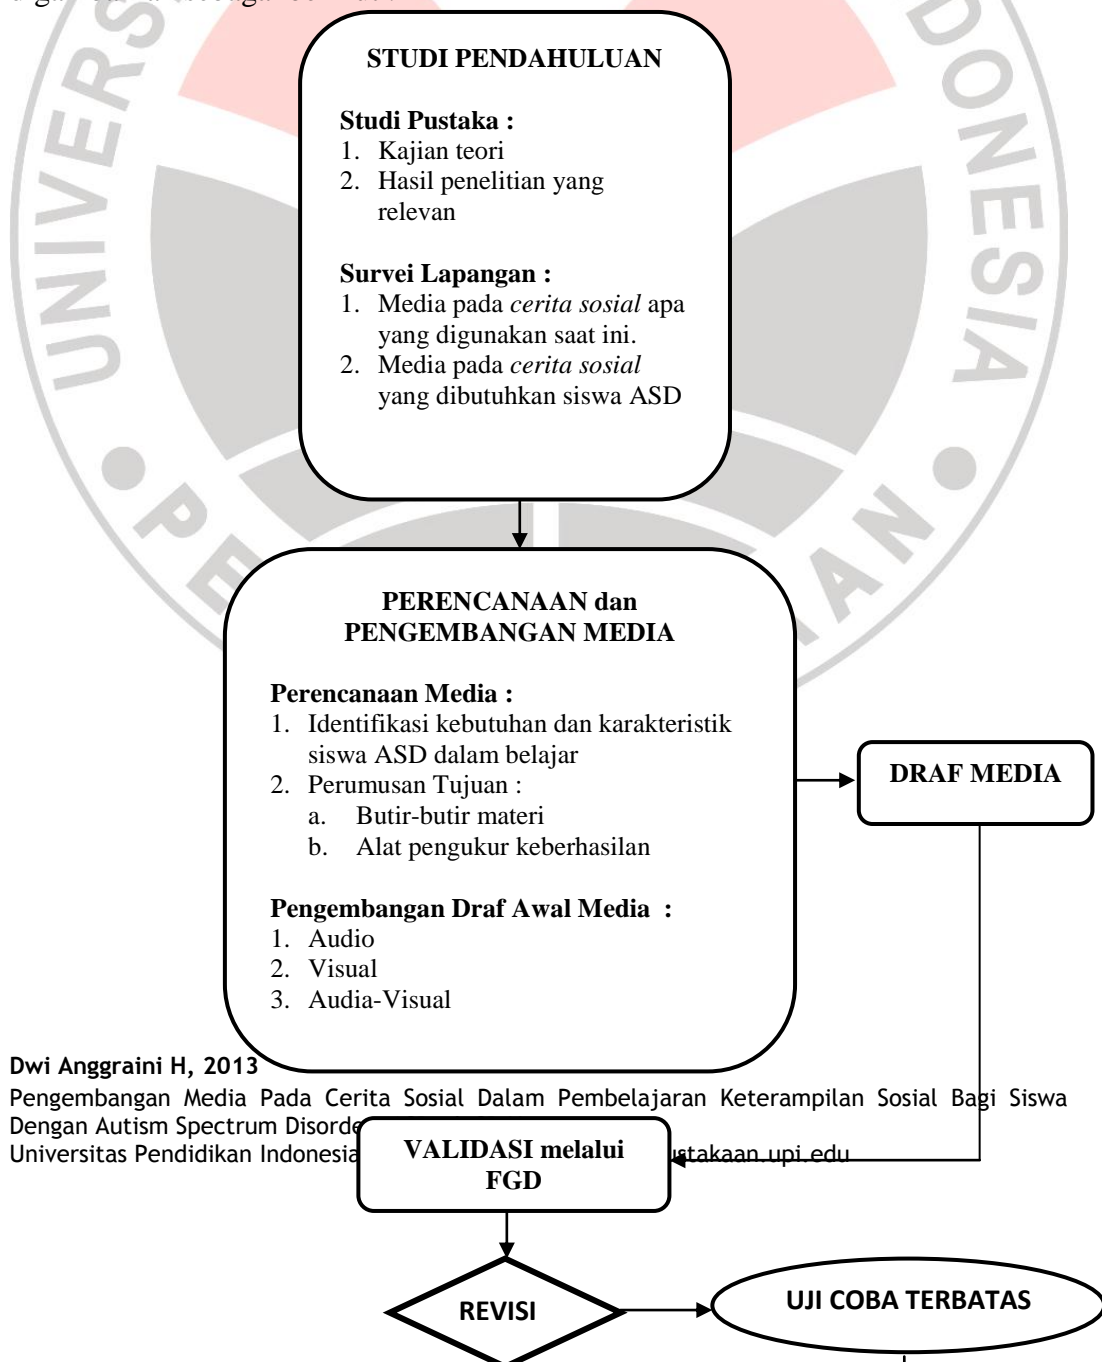 STUDI PENDAHULUAN
Studi Pustaka :
1. Kajian teori
2. Hasil penelitian yang
relevan
Survei Lapangan :
1. Media pada cerita sosial apa
yang digunakan saat ini.
2. Media pada cerita sosial
yang dibutuhkan siswa ASD
PERENCANAAN dan
PENGEMBANGAN MEDIA
Perencanaan Media :
1. Identifikasi kebutuhan dan karakteristik
siswa ASD dalam belajar
2. Perumusan Tujuan :
a. Butir-butir materi
b. Alat pengukur keberhasilan
Pengembangan Draf Awal Media :
1. Audio
2. Visual
3. Audia-Visual
DRAF MEDIA
Dwi Anggraini H, 2013
Pengembangan Media Pada Cerita Sosial Dalam Pembelajaran Keterampilan Sosial Bagi Siswa
Dengan Autism Spectrum Disorde
Universitas Pendidikan Indonesia ustakaan.upi.edu
VALIDASI melalui
FGD
REVISI
UJI COBA TERBATAS